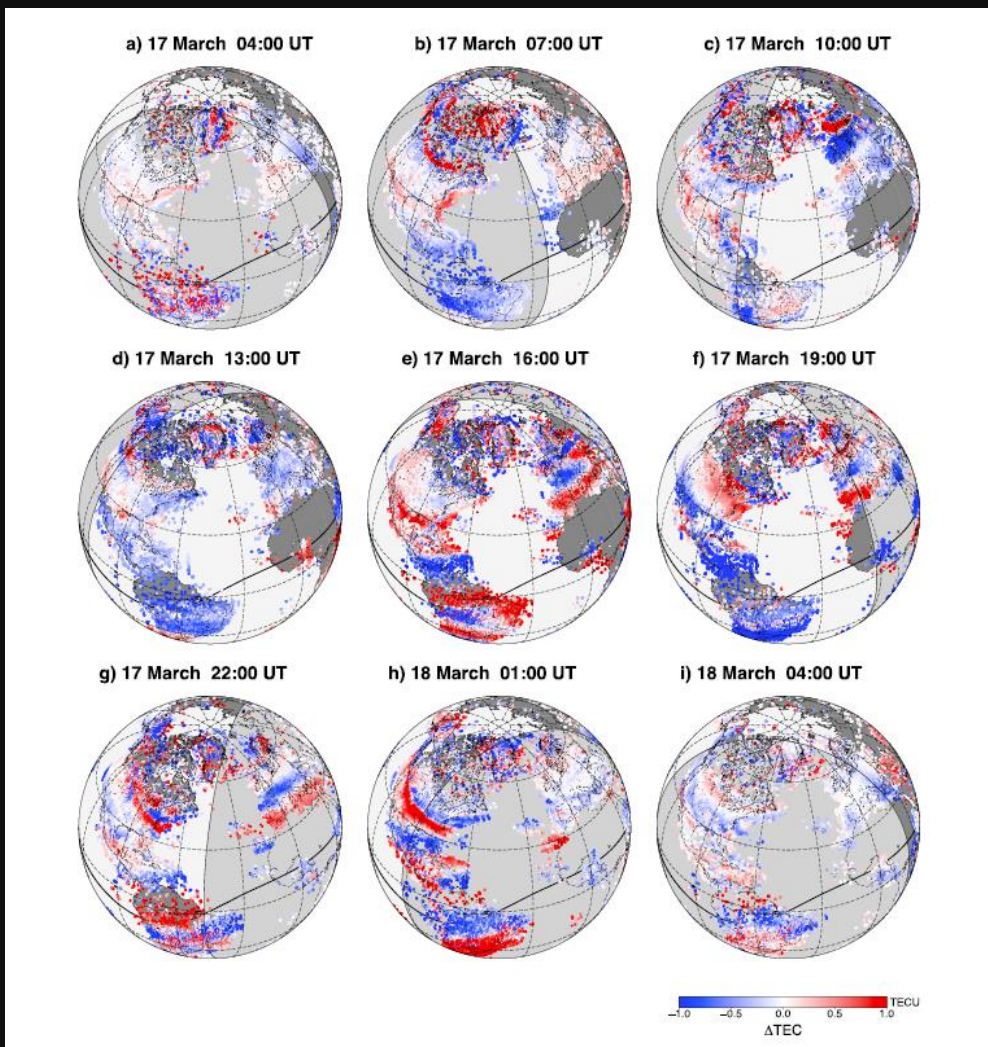 a) 17 March 04:00 UT
b) 17 March 07:00 UT
c) 17 March 10:00 UT
d) 17 March 13:00 UT
e) 17 March 16:00 UT
f) 17 March 19:00 UT
g) 17 March 22:00 UT
h) 18 March 01:00 UT
i) 18 March 04:00 UT
TECU
−1.0 −0.5 0.0 0.5 1.0
ΔTEC